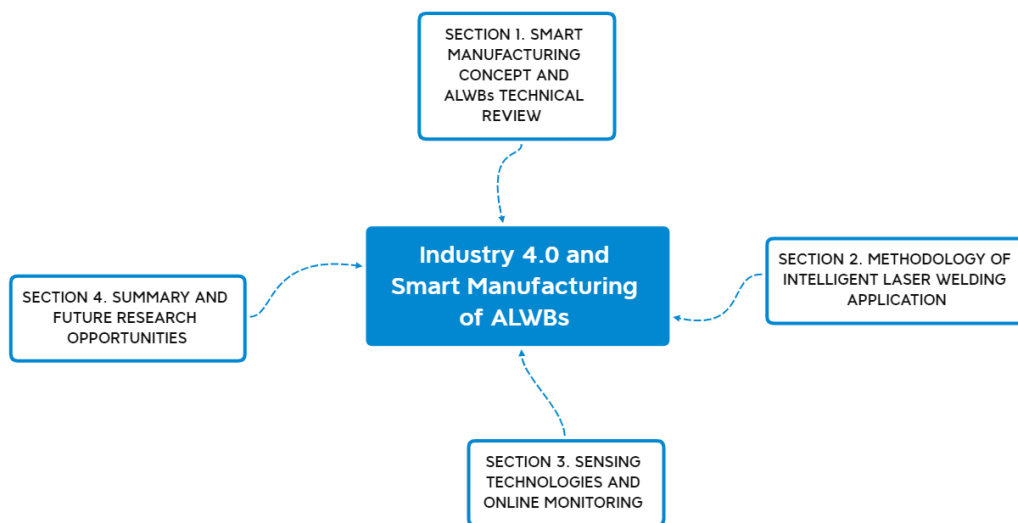 SECTION 1. SMART
MANUFACTURING
CONCEPT AND
ALWBs TECHNICAL
REVIEW
Industry 4.0 and
Smart Manufacturing
of ALWBs
SECTION 2. METHODOLOGY OF
INTELLIGENT LASER WELDING
APPLICATION
SECTION 4. SUMMARY AND
FUTURE RESEARCH
OPPORTUNITIES
SECTION 3. SENSING
TECHNOLOGIES AND
ONLINE MONITORING